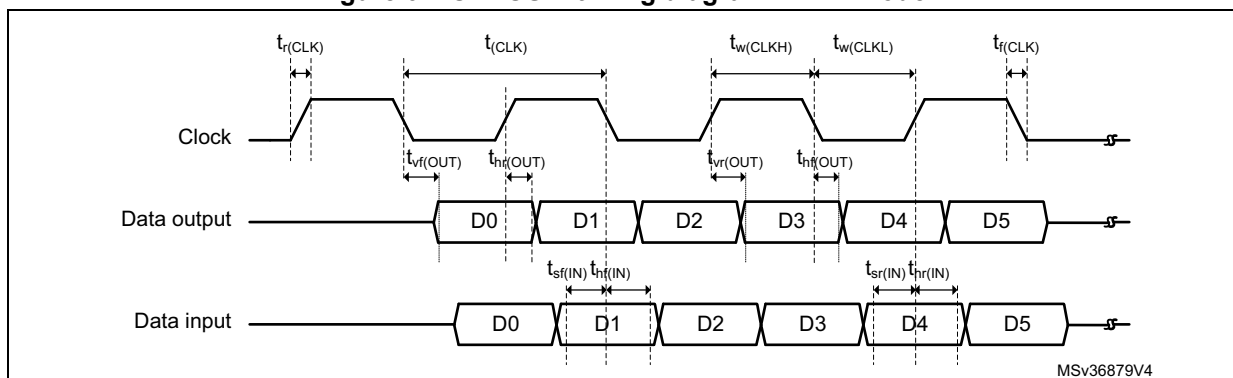 t_r(CLK) t_(CLK) t_w(CLKH) t_w(CLKL) t_f(CLK)
Clock
t_vf(OUT) t_hr(OUT) t_vr(OUT) t_hf(OUT)
Data output D0 D1 D2 D3 D4 D5
t_sf(IN) t_hf(IN) t_sr(IN) t_hr(IN)
Data input D0 D1 D2 D3 D4 D5
MSv36879V4